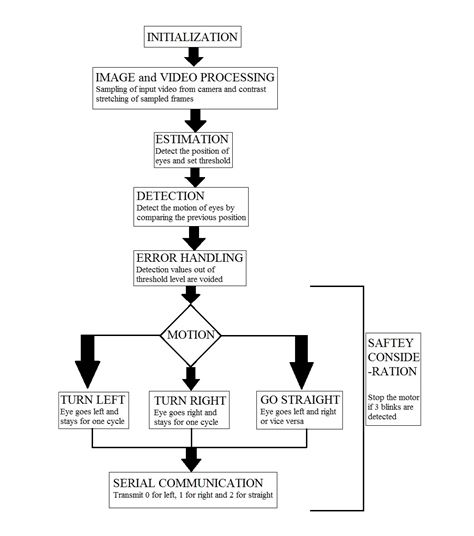 INITIALIZATION
IMAGE and VIDEO PROCESSING
Sampling of input video from camera and contrast
stretching of sampled frames
ESTIMATION
Detect the position of
eyes and set threshold
DETECTION
Detect the motion of eyes by
comparing the previous position
ERROR HANDLING
Detection values out of
threshold level are voided
MOTION
TURN LEFT
Eye goes left and
stays for one cycle
TURN RIGHT
Eye goes right and
stays for one cycle
GO STRAIGHT
Eye goes left and right
or vice versa
SAFTEY
CONSIDE
-RATION
Stop the motor
if 3 blinks are
detected
SERIAL COMMUNICATION
Transmit 0 for left, 1 for right and 2 for straight